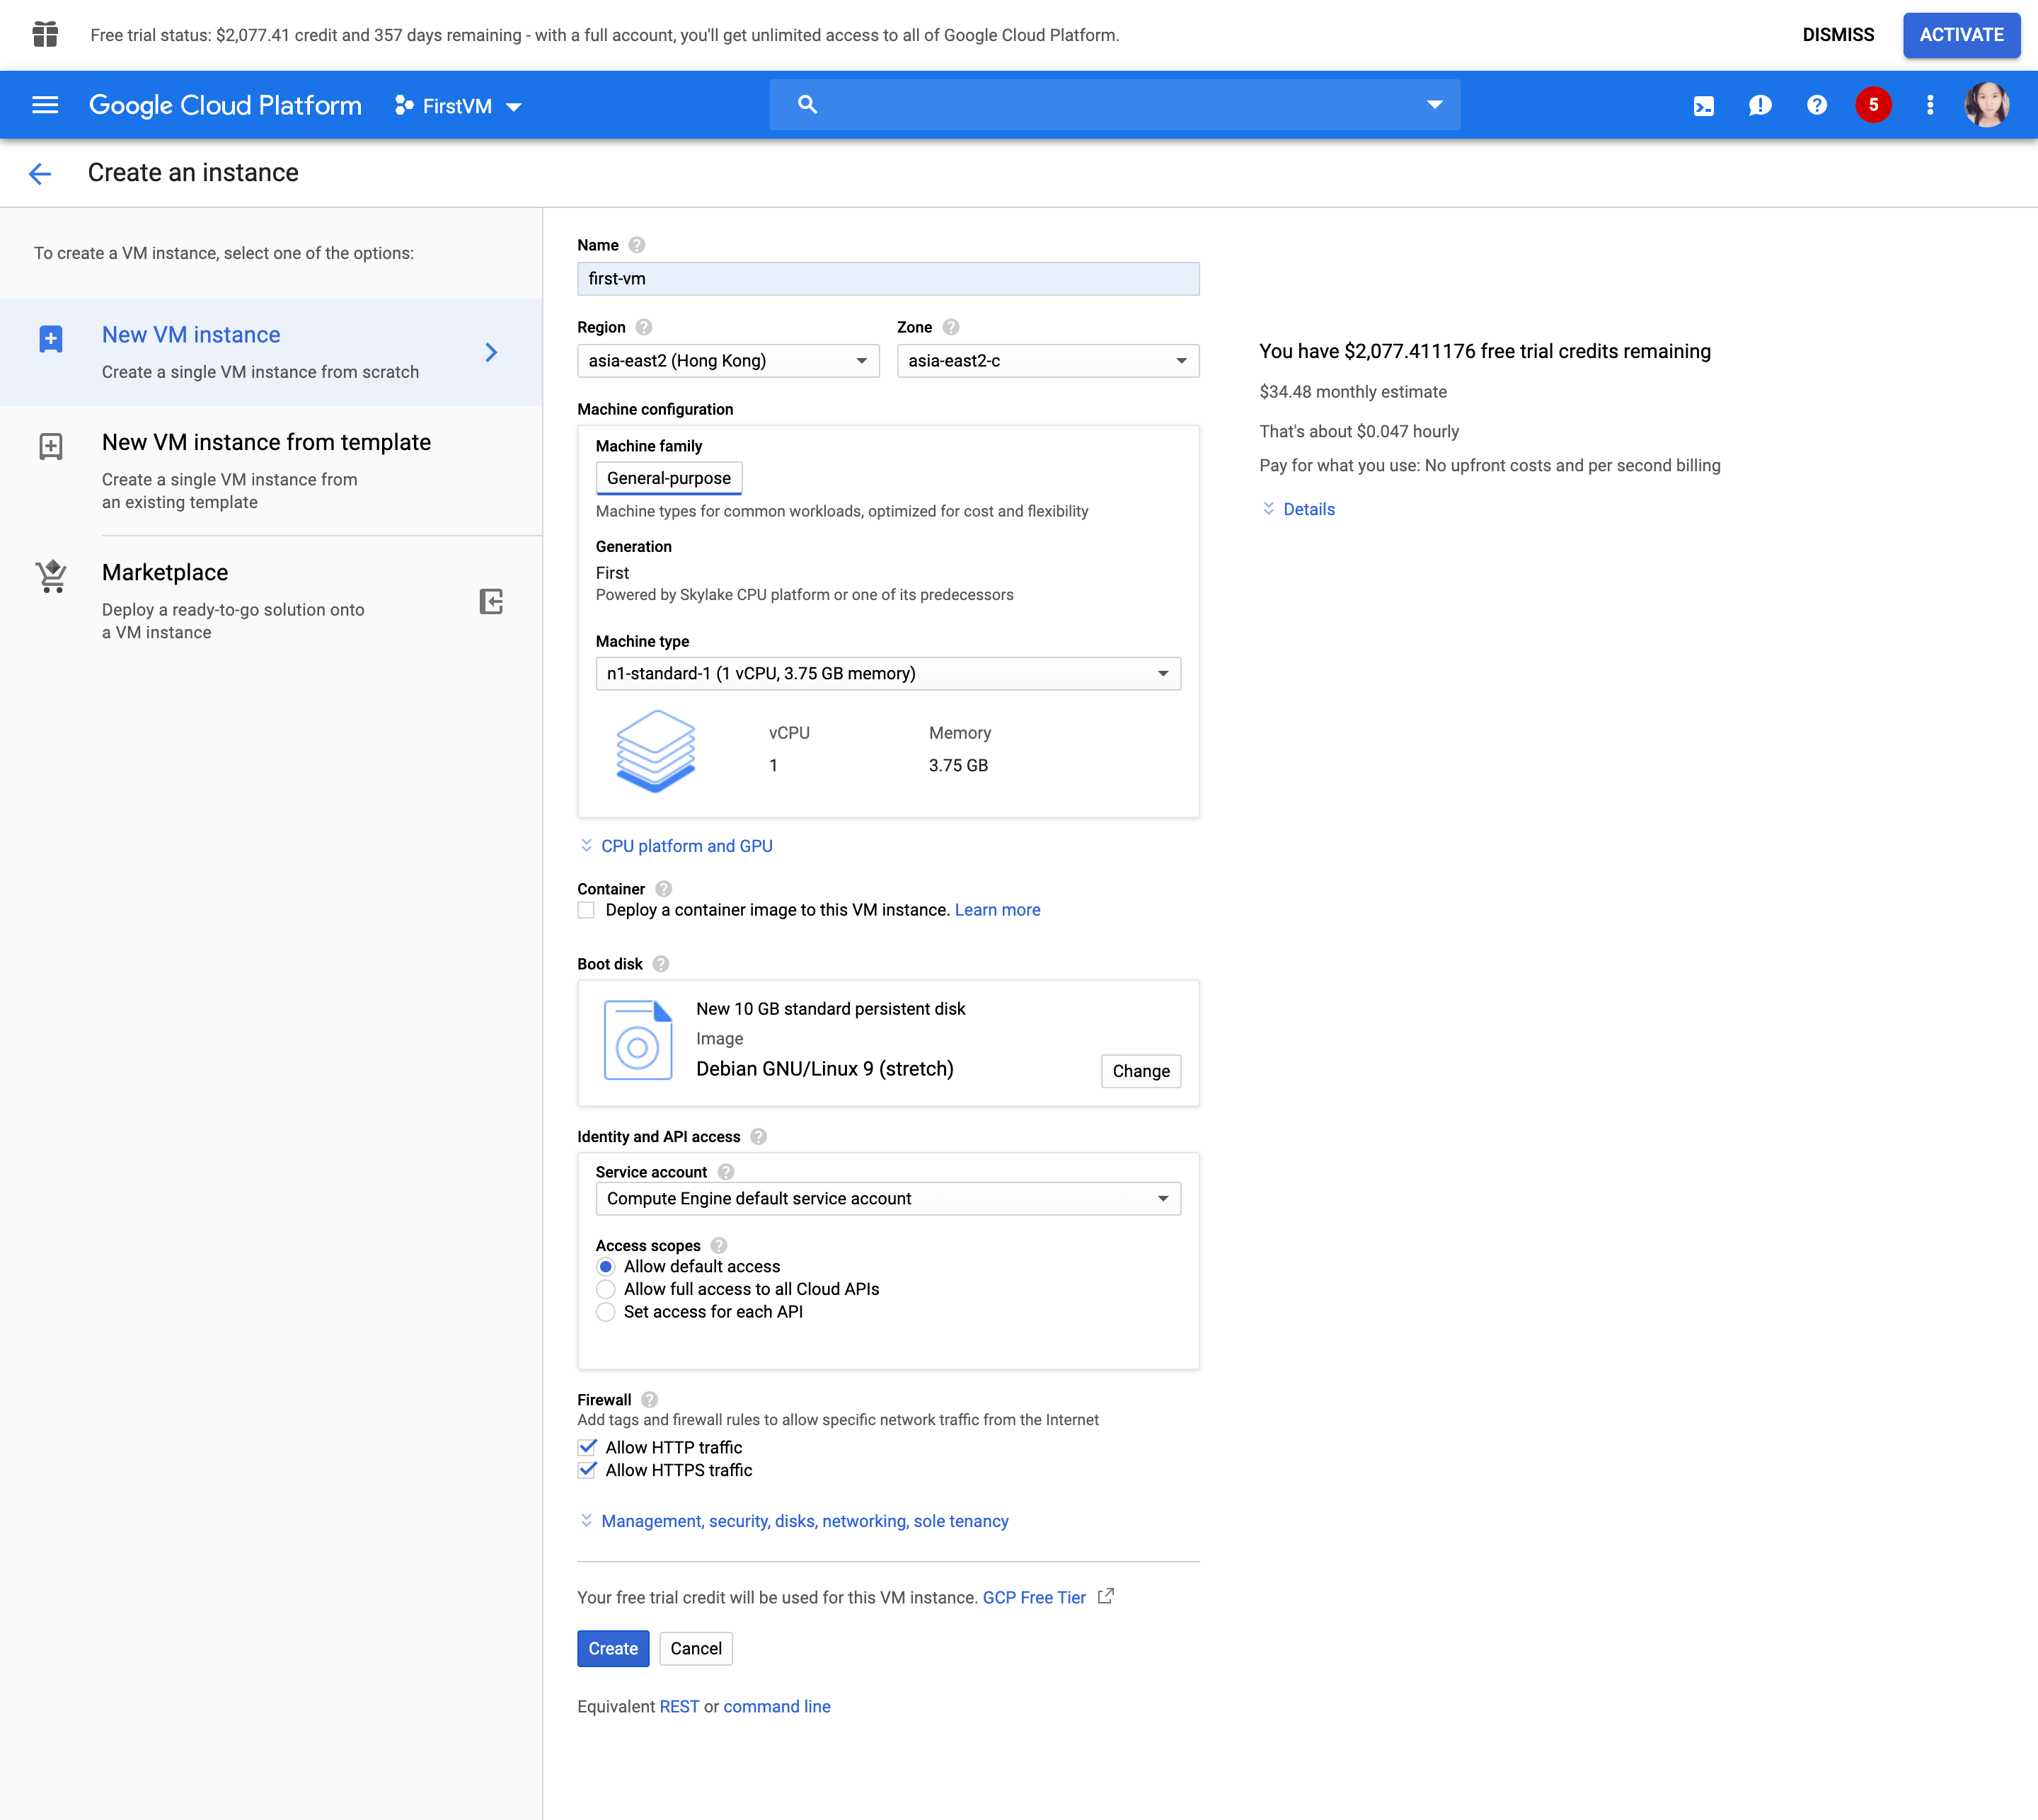 Free trial status: $2,077.41 credit and 357 days remaining - with a full account, you'll get unlimited access to all of Google Cloud Platform.
DISMISS
ACTIVATE
Google Cloud Platform
FirstVM
5
Create an instance
To create a VM instance, select one of the options:
New VM instance
Create a single VM instance from scratch
New VM instance from template
Create a single VM instance from
an existing template
Marketplace
Deploy a ready-to-go solution onto
a VM instance
Name
first-vm
Region
Zone
asia-east2 (Hong Kong)
asia-east2-c
Machine configuration
Machine family
General-purpose
Machine types for common workloads, optimized for cost and flexibility
Generation
First
Powered by Skylake CPU platform or one of its predecessors
Machine type
n1-standard-1 (1 vCPU, 3.75 GB memory)
vCPU
Memory
1
3.75 GB
CPU platform and GPU
Container
Deploy a container image to this VM instance. Learn more
Boot disk
New 10 GB standard persistent disk
Image
Debian GNU/Linux 9 (stretch)
Change
Identity and API access
Service account
Compute Engine default service account
Access scopes
Allow default access
Allow full access to all Cloud APIs
Set access for each API
Firewall
Add tags and firewall rules to allow specific network traffic from the Internet
Allow HTTP traffic
Allow HTTPS traffic
Management, security, disks, networking, sole tenancy
Your free trial credit will be used for this VM instance. GCP Free Tier
Create
Cancel
Equivalent REST or command line
You have $2,077.411176 free trial credits remaining
$34.48 monthly estimate
That's about $0.047 hourly
Pay for what you use: No upfront costs and per second billing
Details